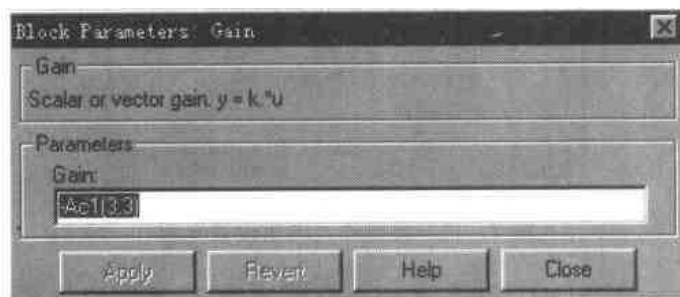 Block Parameters: Gain
Gain
Scalar or vector gain. y = k.*u
Parameters
Gain:
-Ac1(3,3)
Apply
Revert
Help
Close